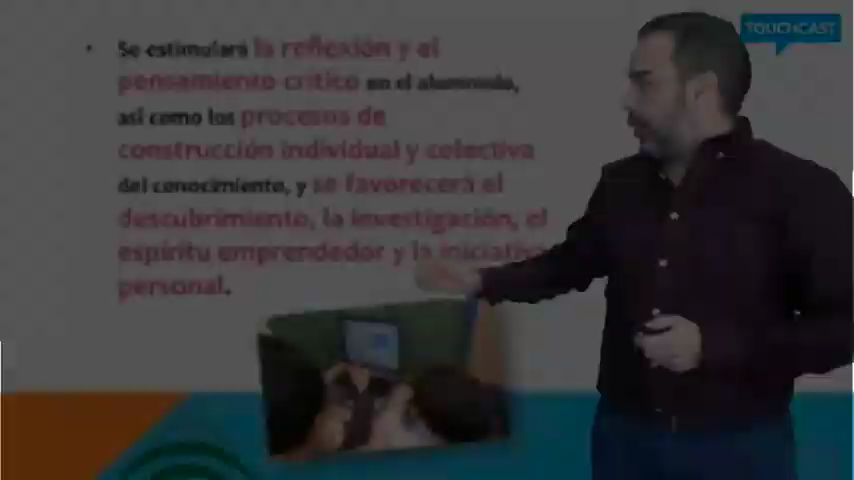 TOUCHCAST
• Se estimulará la reflexión y el
pensamiento crítico en el alumnado,
así como los procesos de
construcción individual y colectiva
del conocimiento, y se favorecerá el
descubrimiento, la investigación, el
espíritu emprendedor y la iniciativa
personal.